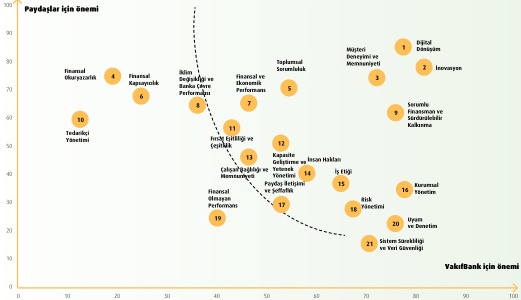 Paydaşlar için önemi
100
90
80
70
60
50
40
30
20
10
0
1
Dijital
Dönüşüm
2
İnovasyon
Müşteri
Deneyimi ve
Memnuniyeti
3
Finansal
Okuryazarlık
4
Toplumsal
Sorumluluk
5
Finansal
Kapsayıcılık
6
Finansal ve
Ekonomik
Performans
7
İklim
Değişikliği ve
Banka Çevre
Performansı
8
9
Sorumlu
Finansman ve
Sürdürülebilir
Kalkınma
10
Tedarikçi
Yönetimi
11
Fırsat Eşitliği ve
Çeşitlilik
12
Kapasite
Geliştirme ve
Yetenek
Yönetimi
13
Çalışan Bağlılığı ve
Memnuniyeti
İnsan Hakları
14
İş Etiği
15
16
Kurumsal
Yönetim
Paydaş İletişimi
ve Şeffaflık
17
Risk
Yönetimi
18
Finansal
Olmayan
Performans
19
20
Uyum
ve Denetim
21
Sistem Sürekliliği
ve Veri Güvenliği
VakıfBank için önemi
0 10 20 30 40 50 60 70 80 90 100